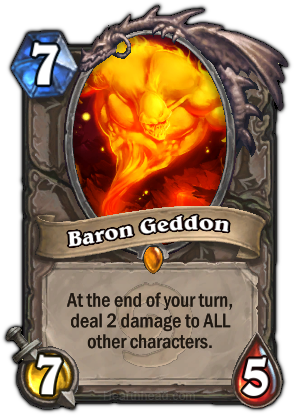 7
Baron Geddon
At the end of your turn,
deal 2 damage to ALL
other characters.
7
5